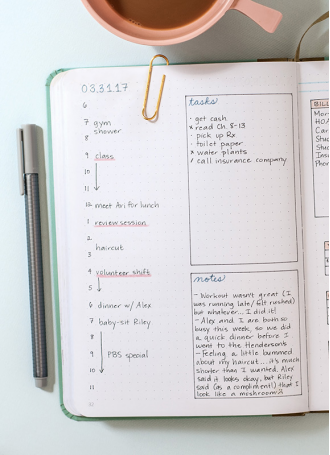 03.31.17
6
7 gym
8 shower
9 class
10
11
12 meet Ari for lunch
1 review session
2
3 haircut
4 volunteer shift
5
6 dinner w/ Alex
7 baby-sit Riley
8
9 PBS special
10
11
tasks
· get cash
x read Ch. 8-13
· pick up Rx
· toilet paper
x water plants
/ call insurance company
notes
- Workout wasn't great (I
was running late/felt rushed)
but whatever... I did it!
- Alex and I are both so
busy this week, so we did
a quick dinner before I
went to the Hendersons
- Feeling a little bummed
about my haircut... it's much
shorter than I wanted. Alex
said it looks okay, but Riley
said (as a compliment!) that I
look like a mushroom
BILL
Mor
HOA
Car
Stu
Stu
Ins
Phon